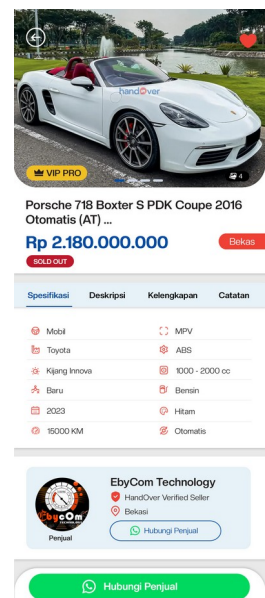 handover
VIP PRO
4
Porsche 718 Boxter S PDK Coupe 2016
Otomatis (AT) ...
Rp 2.180.000.000
Bekas
SOLD OUT
Spesifikasi Deskripsi Kelengkapan Catatan
Mobil MPV
Toyota ABS
Kijang Innova 1000 - 2000 cc
Baru Bensin
2023 Hitam
15000 KM Otomatis
EbyCom Technology
HandOver Verified Seller
Bekasi
EbycOm
Penjual
Hubungi Penjual
Hubungi Penjual